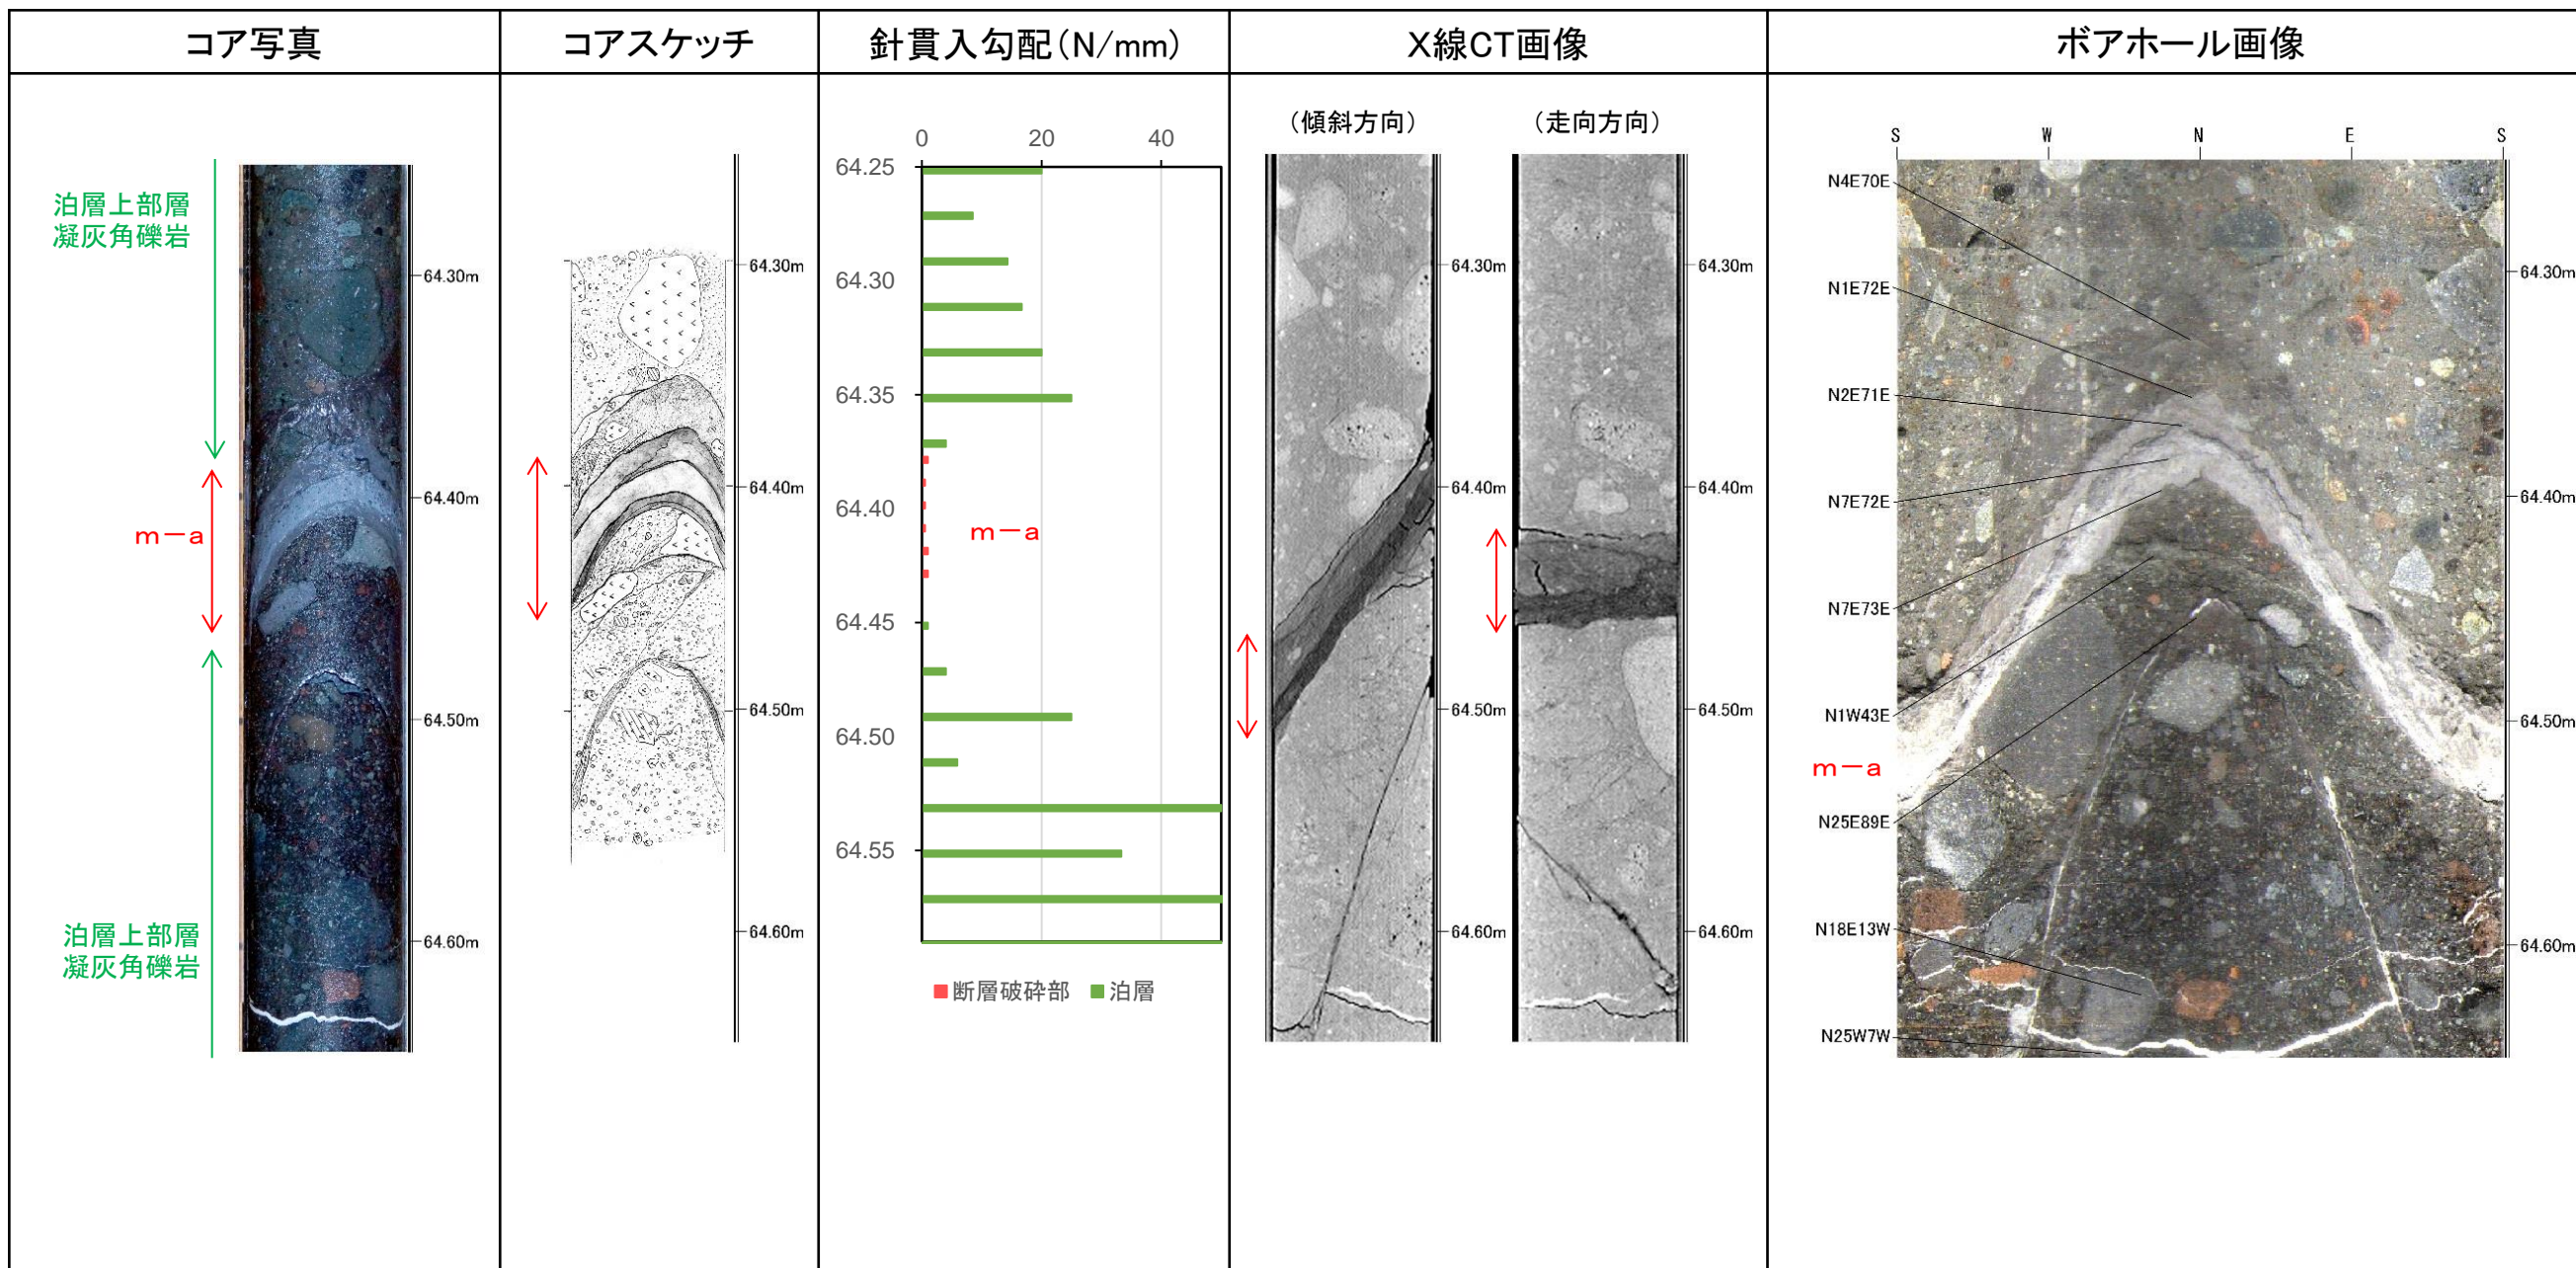 コア写真
コアスケッチ
針貫入勾配(N/mm)
X線CT画像
ボアホール画像
泊層上部層
凝灰角礫岩
m-a
泊層上部層
凝灰角礫岩
64.30m
64.40m
64.50m
64.60m
64.30m
64.40m
64.50m
64.60m
0 20 40
64.25
64.30
64.35
64.40
64.45
64.50
64.55
m-a
断層破砕部 泊層
(傾斜方向)
(走向方向)
64.30m
64.40m
64.50m
64.60m
64.30m
64.40m
64.50m
64.60m
S W N E S
N4E70E
N1E72E
N2E71E
N7E72E
N7E73E
N1W43E
m-a
N25E89E
N18E13W
N25W7W
64.30m
64.40m
64.50m
64.60m